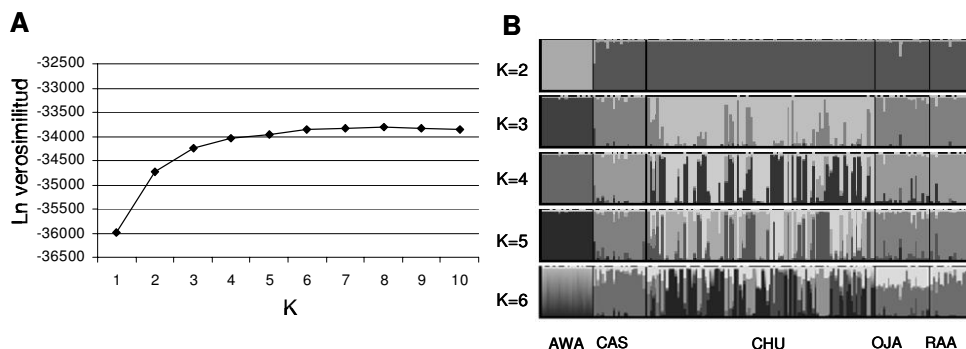 A
Ln verosimilitud
-32500
-33000
-33500
-34000
-34500
-35000
-35500
-36000
-36500
1 2 3 4 5 6 7 8 9 10
K
B
K=2
K=3
K=4
K=5
K=6
AWA CAS CHU OJA RAA